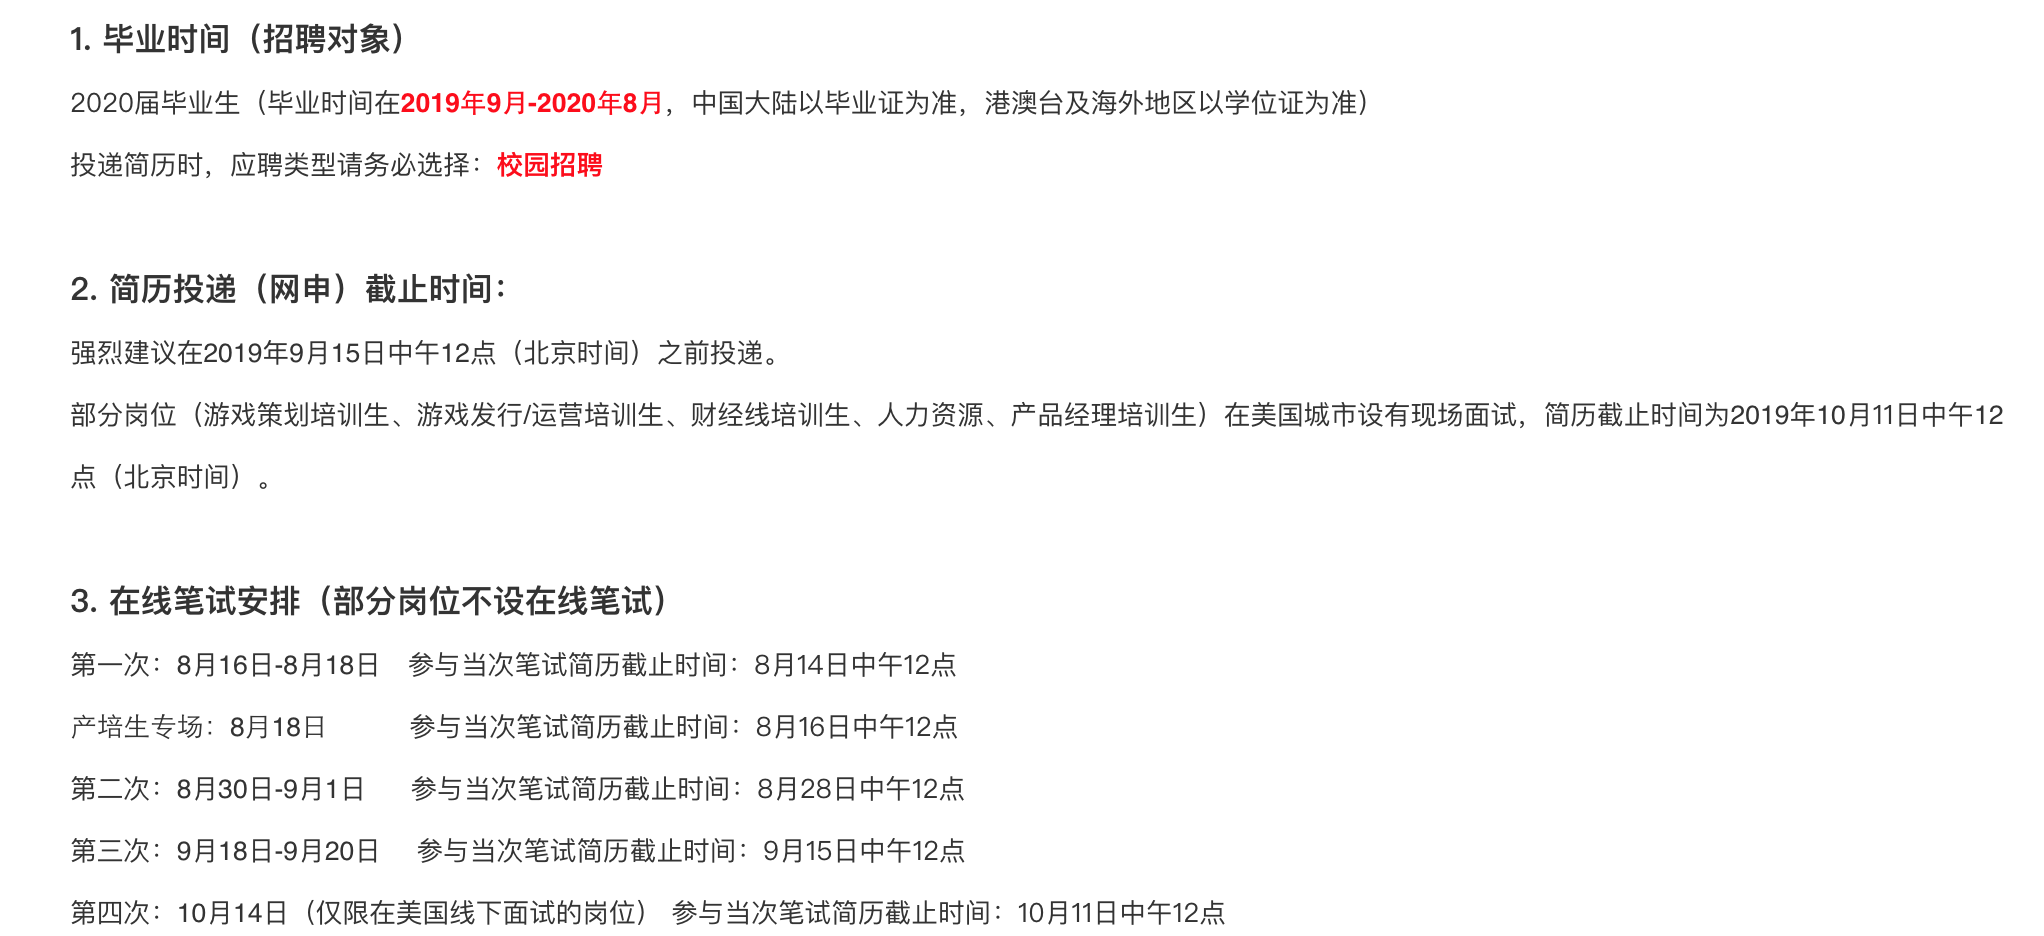 1. 毕业时间（招聘对象）
2020届毕业生（毕业时间在2019年9月-2020年8月，中国大陆以毕业证为准，港澳台及海外地区以学位证为准）
投递简历时，应聘类型请务必选择：校园招聘
2. 简历投递（网申）截止时间：
强烈建议在2019年9月15日中午12点（北京时间）之前投递。
部分岗位（游戏策划培训生、游戏发行/运营培训生、财经线培训生、人力资源、产品经理培训生）在美国城市设有现场面试，简历截止时间为2019年10月11日中午12
点（北京时间）。
3. 在线笔试安排（部分岗位不设在线笔试）
第一次：8月16日-8月18日 参与当次笔试简历截止时间：8月14日中午12点
产培生专场：8月18日 参与当次笔试简历截止时间：8月16日中午12点
第二次：8月30日-9月1日 参与当次笔试简历截止时间：8月28日中午12点
第三次：9月18日-9月20日 参与当次笔试简历截止时间：9月15日中午12点
第四次：10月14日（仅限在美国线下面试的岗位） 参与当次笔试简历截止时间：10月11日中午12点